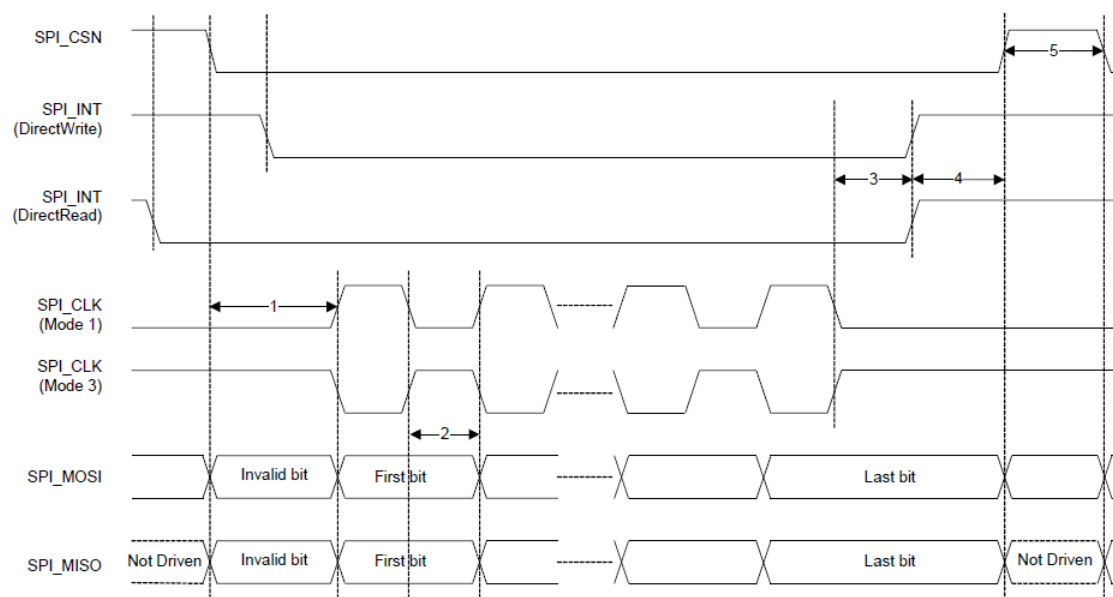 SPI_CSN
5
SPI_INT
(DirectWrite)
3
4
SPI_INT
(DirectRead)
1
SPI_CLK
(Mode 1)
SPI_CLK
(Mode 3)
2
SPI_MOSI
Invalid bit
First bit
Last bit
SPI_MISO
Not Driven
Invalid bit
First bit
Last bit
Not Driven